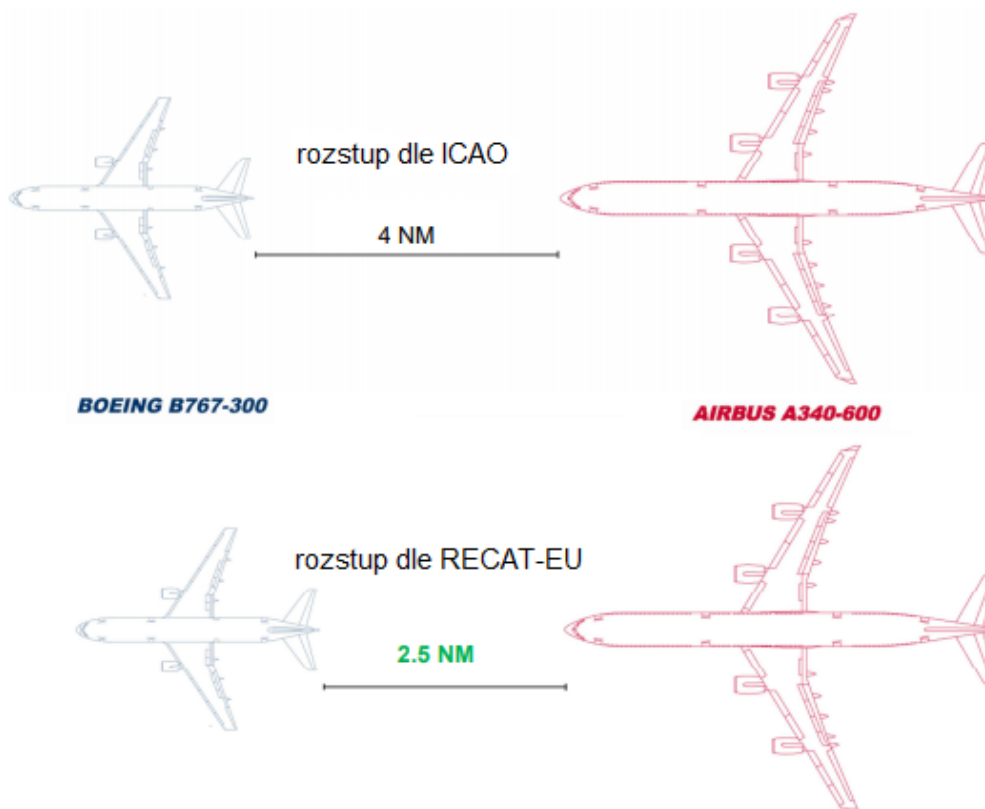 rozstup dle ICAO
4 NM
BOEING B767-300
AIRBUS A340-600
rozstup dle RECAT-EU
2.5 NM